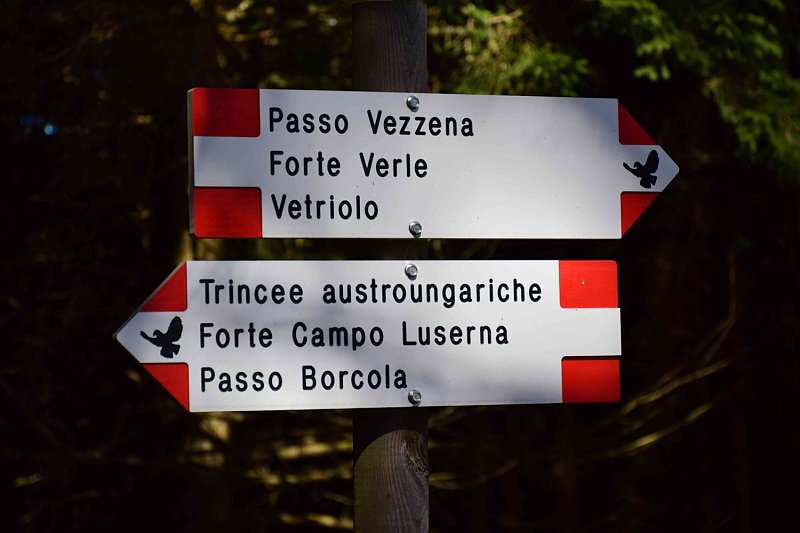 Passo Vezzena
Forte Verle
Vetriolo
Trincee austroungariche
Forte Campo Luserna
Passo Borcola